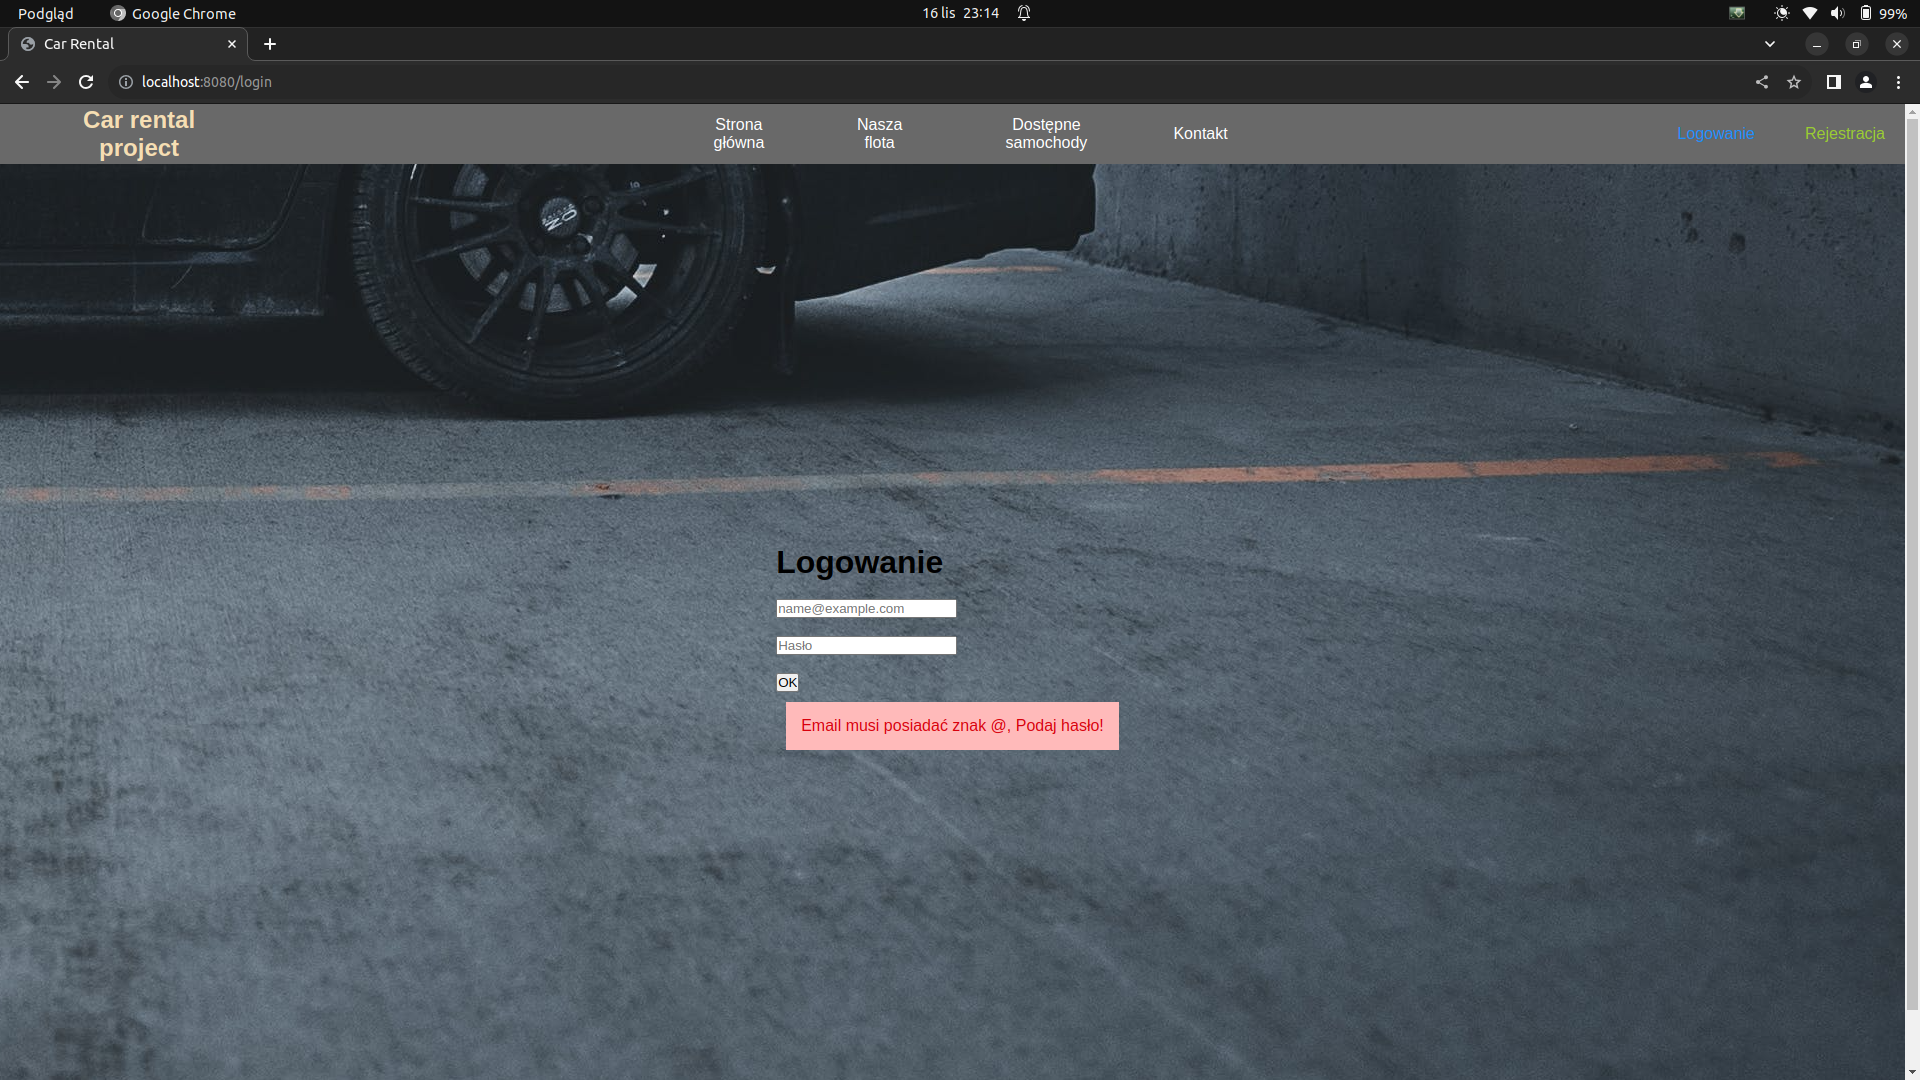 Podgląd
Google Chrome
16 lis 23:14
99%
Car Rental
localhost:8080/login
Car rental
project
Strona
główna
Nasza
flota
Dostępne
samochody
Kontakt
Logowanie
Rejestracja
OZ
Logowanie
name@example.com
Hasło
OK
Email musi posiadać znak @, Podaj hasło!